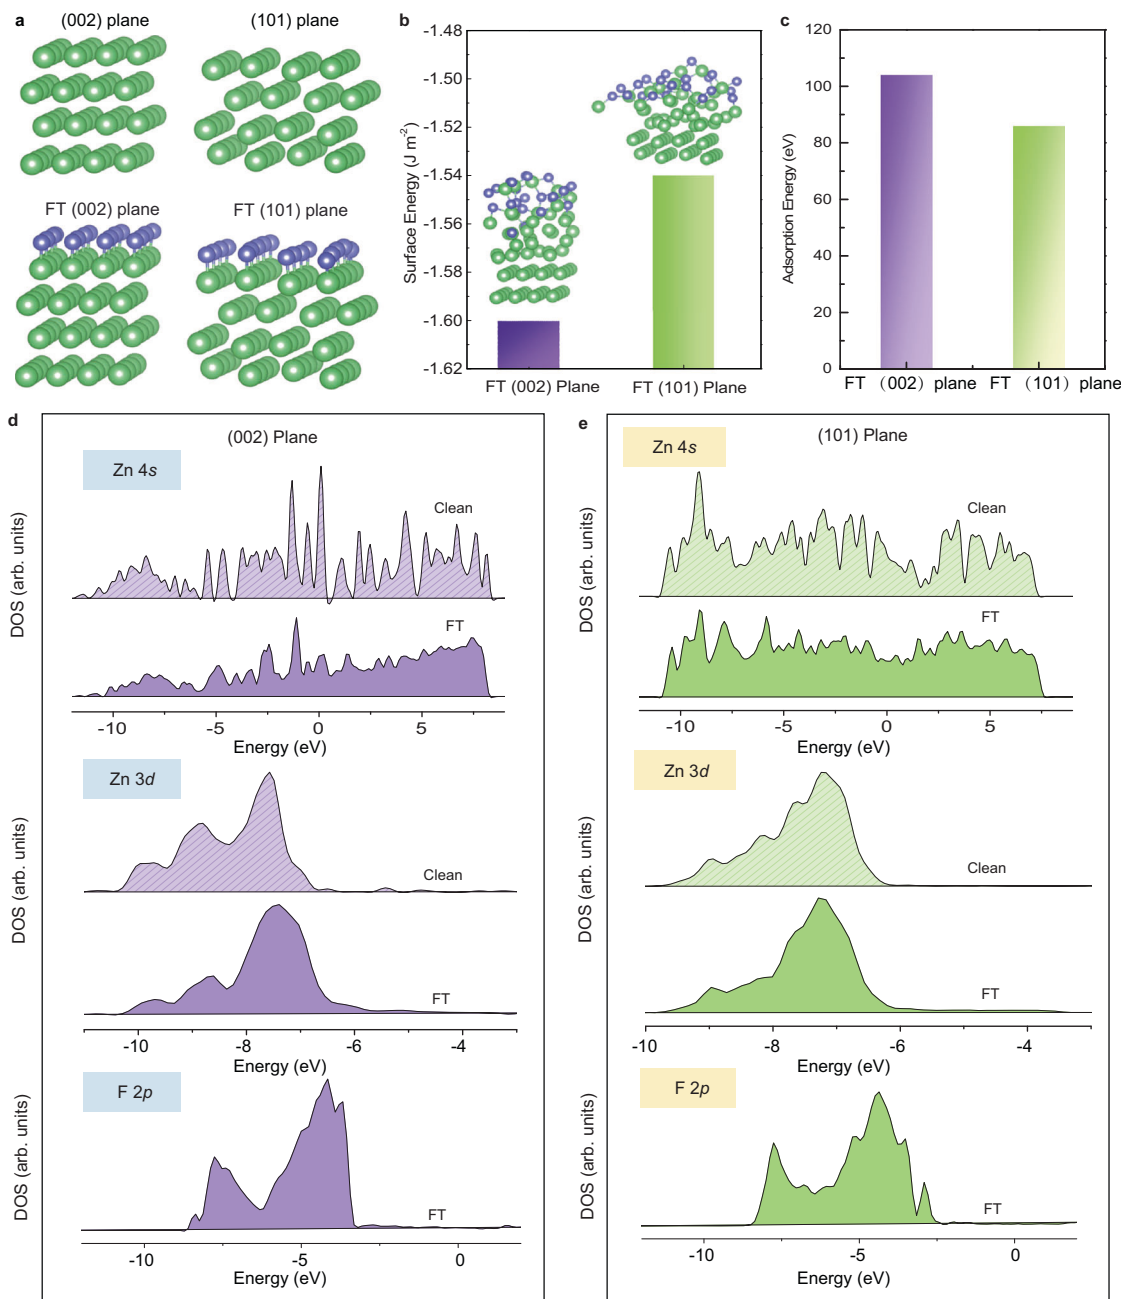 a
(002) plane
(101) plane
FT (002) plane
FT (101) plane
b
-1.48
-1.50
-1.52
-1.54
-1.56
-1.58
-1.60
-1.62
Surface Energy (J m⁻²)
FT (002) Plane
FT (101) Plane
c
120
100
80
60
40
20
0
Adsorption Energy (eV)
FT （002） plane
FT （101） plane
d
(002) Plane
Zn 4s
Clean
FT
DOS (arb. units)
-10
-5
0
5
Energy (eV)
Zn 3d
Clean
FT
DOS (arb. units)
-10
-8
-6
-4
Energy (eV)
F 2p
FT
DOS (arb. units)
-10
-5
0
Energy (eV)
e
(101) Plane
Zn 4s
Clean
FT
DOS (arb. units)
-10
-5
0
5
Energy (eV)
Zn 3d
Clean
FT
DOS (arb. units)
-10
-8
-6
-4
Energy (eV)
F 2p
FT
DOS (arb. units)
-10
-5
0
Energy (eV)